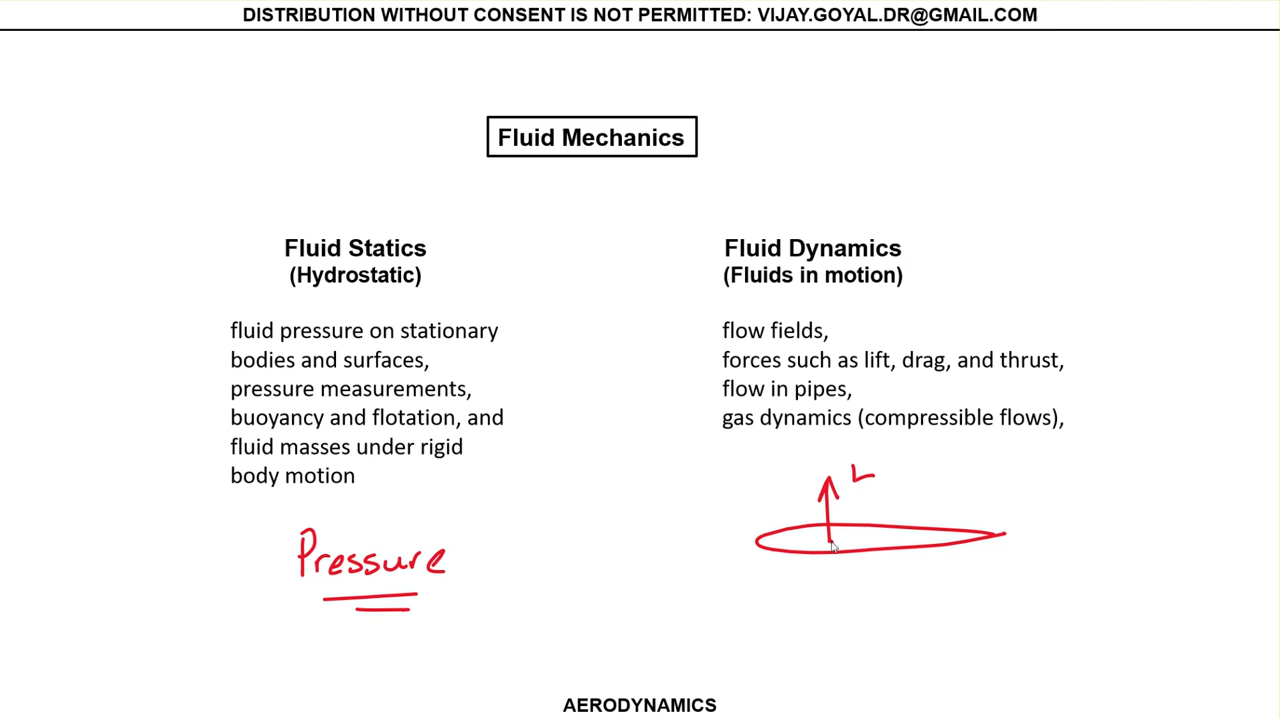 DISTRIBUTION WITHOUT CONSENT IS NOT PERMITTED: VIJAY.GOYAL.DR@GMAIL.COM
Fluid Mechanics
Fluid Statics
(Hydrostatic)
fluid pressure on stationary
bodies and surfaces,
pressure measurements,
buoyancy and flotation, and
fluid masses under rigid
body motion
Pressure
Fluid Dynamics
(Fluids in motion)
flow fields,
forces such as lift, drag, and thrust,
flow in pipes,
gas dynamics (compressible flows),
L
AERODYNAMICS